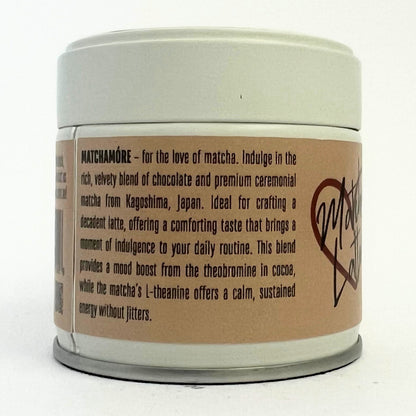 MATCHAMÓRE – for the love of matcha. Indulge in the
rich, velvety blend of chocolate and premium ceremonial
matcha from Kagoshima, Japan. Ideal for crafting a
decadent latte, offering a comforting taste that brings a
moment of indulgence to your daily routine. This blend
provides a mood boost from the theobromine in cocoa,
while the matcha's L-theanine offers a calm, sustained
energy without jitters.